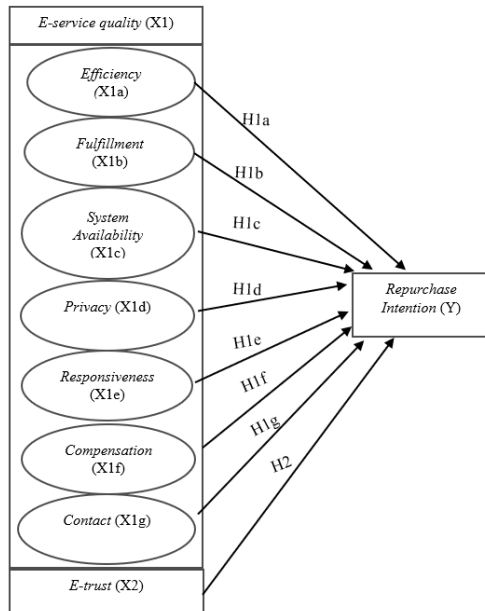 E-service quality (X1)
Efficiency
(X1a)
H1a
Fulfillment
(X1b)
H1b
System
Availability
(X1c)
H1c
Privacy (X1d)
H1d
Repurchase
Intention (Y)
Responsiveness
(X1e)
H1e
Compensation
(X1f)
H1f
Contact (X1g)
H1g
E-trust (X2)
H2